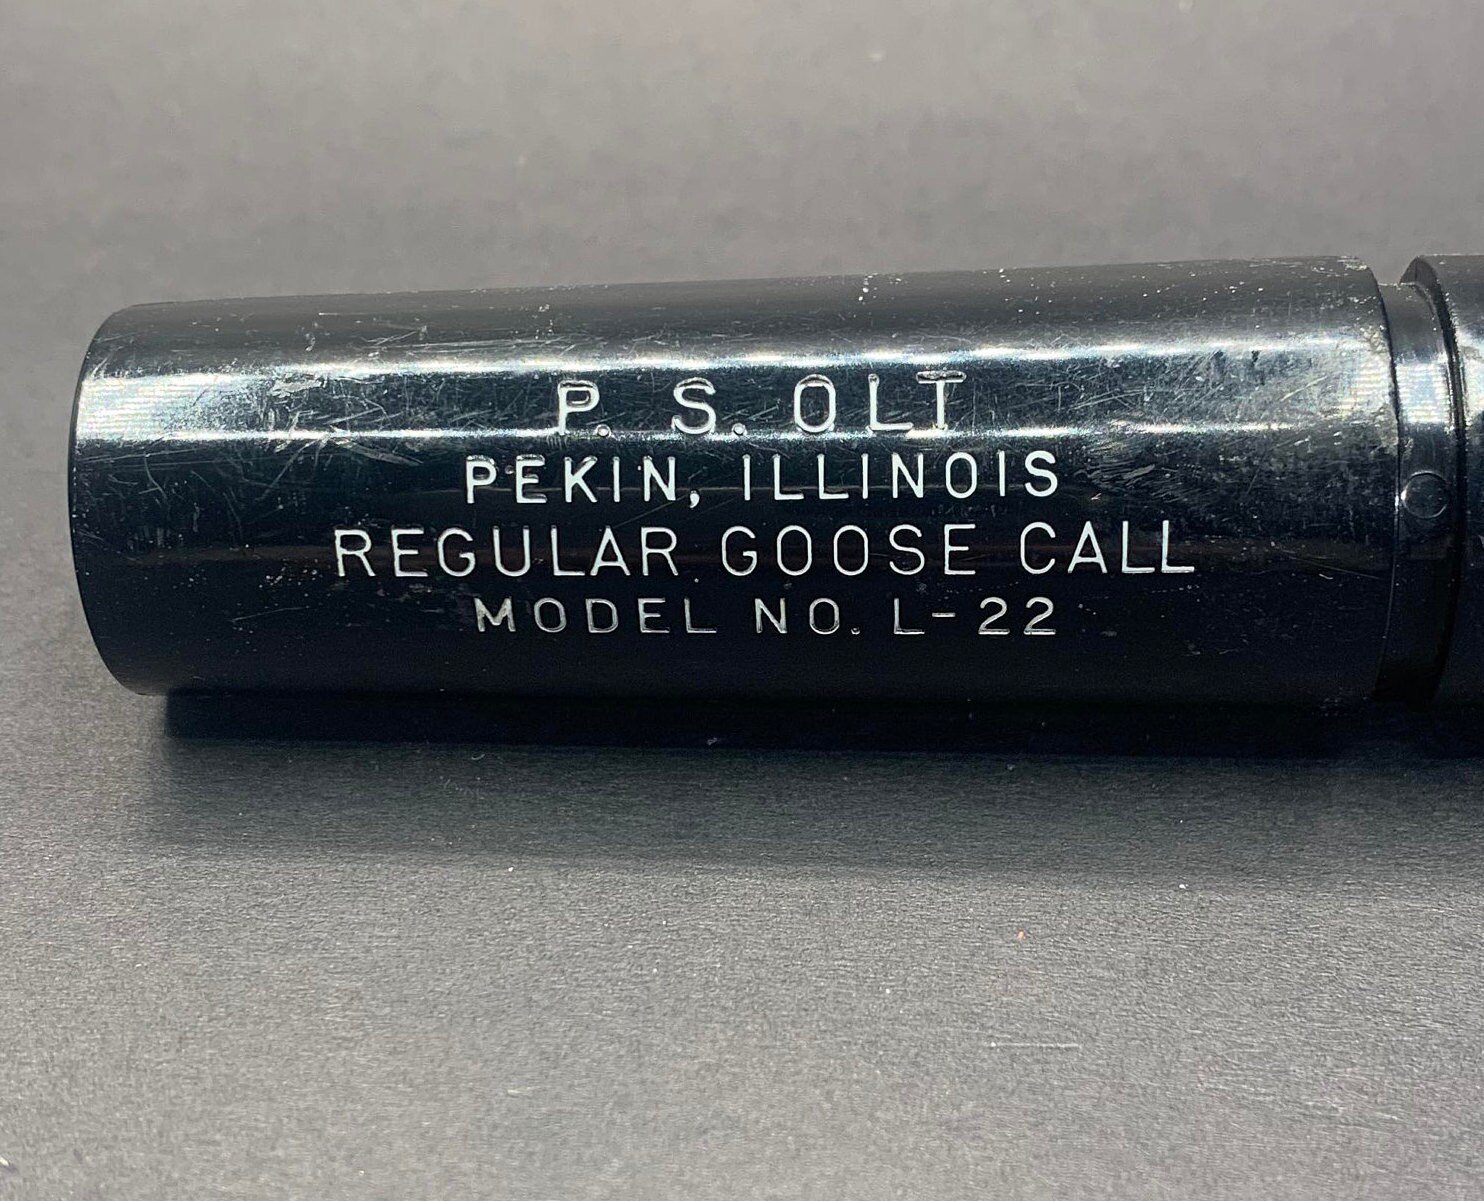 P. S. OLT
PEKIN, ILLINOIS
REGULAR GOOSE CALL
MODEL NO. L-22